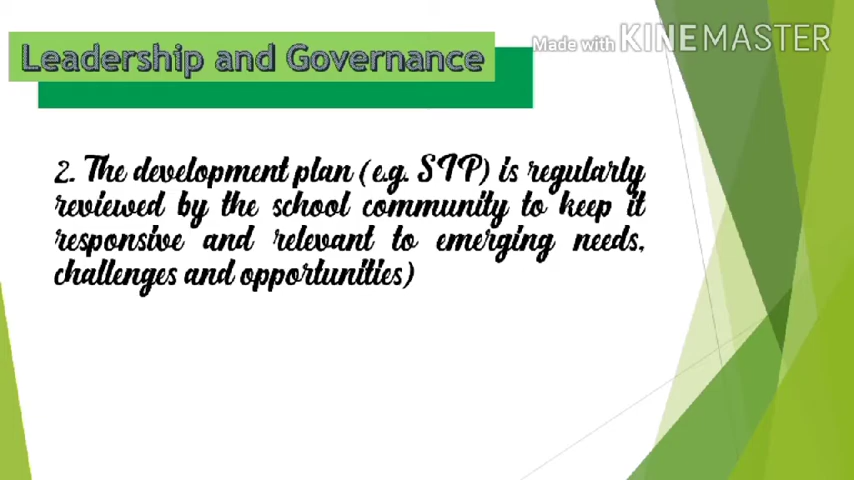 Made with KINEMASTER
Leadership and Governance
2. The development plan (e.g. SIP) is regularly
reviewed by the school community to keep it
responsive and relevant to emerging needs,
challenges and opportunities)